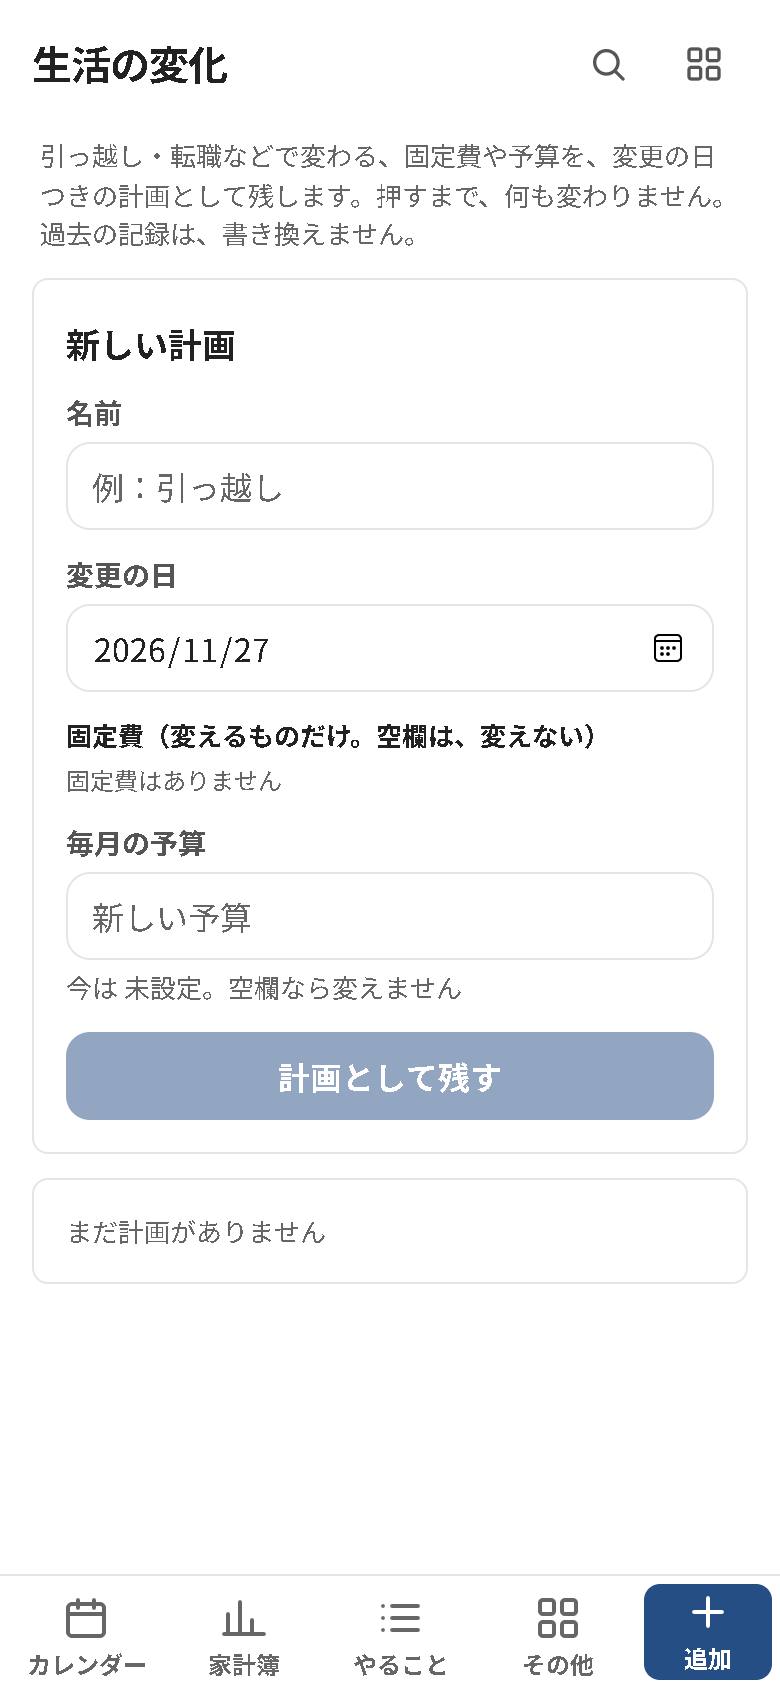 生活の変化
引っ越し・転職などで変わる、固定費や予算を、変更の日
つきの計画として残します。押すまで、何も変わりません。
過去の記録は、書き換えません。
新しい計画
名前
例：引っ越し
変更の日
2026/11/27
固定費（変えるものだけ。空欄は、変えない）
固定費はありません
毎月の予算
新しい予算
今は 未設定。空欄なら変えません
計画として残す
まだ計画がありません
カレンダー
家計簿
やること
その他
追加